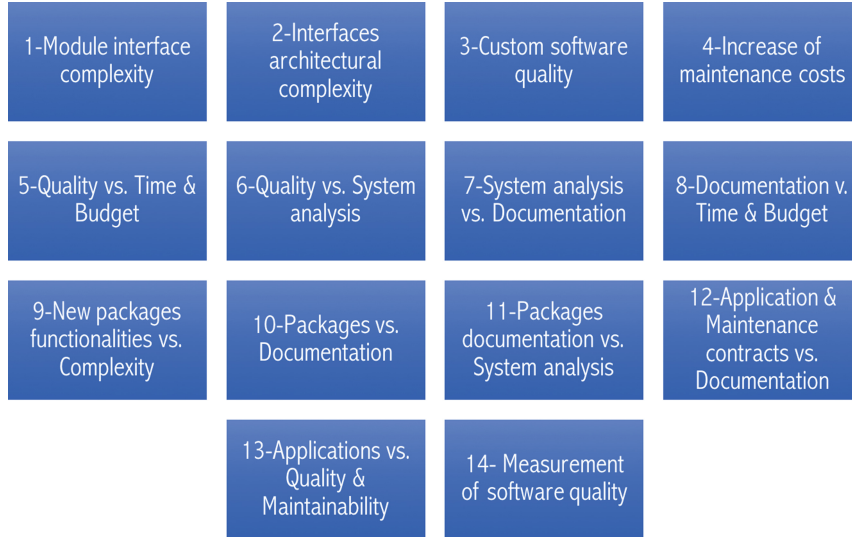 1-Module interface
complexity
2-Interfaces
architectural
complexity
3-Custom software
quality
4-Increase of
maintenance costs
5-Quality vs. Time &
Budget
6-Quality vs. System
analysis
7-System analysis
vs. Documentation
8-Documentation v.
Time & Budget
9-New packages
functionalities vs.
Complexity
10-Packages vs.
Documentation
11-Packages
documentation vs.
System analysis
12-Application &
Maintenance
contracts vs.
Documentation
13-Applications vs.
Quality &
Maintainability
14- Measurement
of software quality